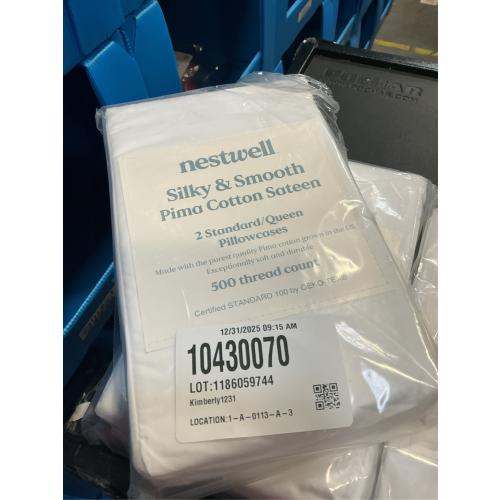 nestwell
Silky & Smooth
Pima Cotton Sateen
2 Standard/Queen
Pillowcases
Made with the purest quality Pima cotton grown in the US.
Exceptionally soft and durable
500 thread count
Certified STANDARD 100 by OEKO-TEX®
12/31/2025 09:15 AM
10430070
LOT:1186059744
Kimberly1231
LOCATION:1-A-0113-A-3